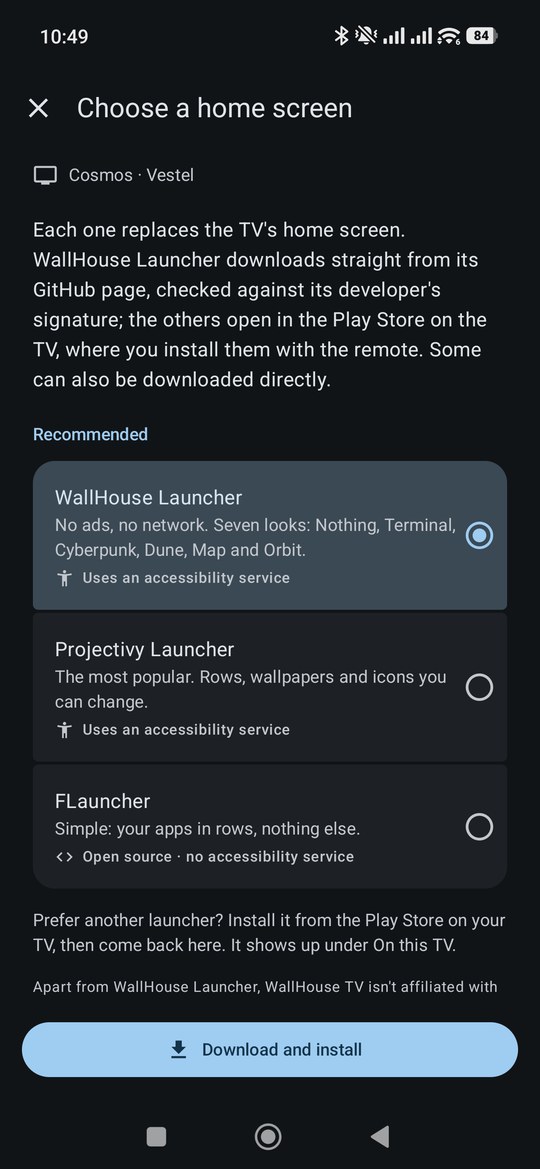 10:49
6
84
Choose a home screen
Cosmos · Vestel
Each one replaces the TV's home screen.
WallHouse Launcher downloads straight from its
GitHub page, checked against its developer's
signature; the others open in the Play Store on the
TV, where you install them with the remote. Some
can also be downloaded directly.
Recommended
WallHouse Launcher
No ads, no network. Seven looks: Nothing, Terminal,
Cyberpunk, Dune, Map and Orbit.
Uses an accessibility service
Projectivy Launcher
The most popular. Rows, wallpapers and icons you
can change.
Uses an accessibility service
FLauncher
Simple: your apps in rows, nothing else.
Open source · no accessibility service
Prefer another launcher? Install it from the Play Store on your
TV, then come back here. It shows up under On this TV.
Apart from WallHouse Launcher, WallHouse TV isn't affiliated with
Download and install